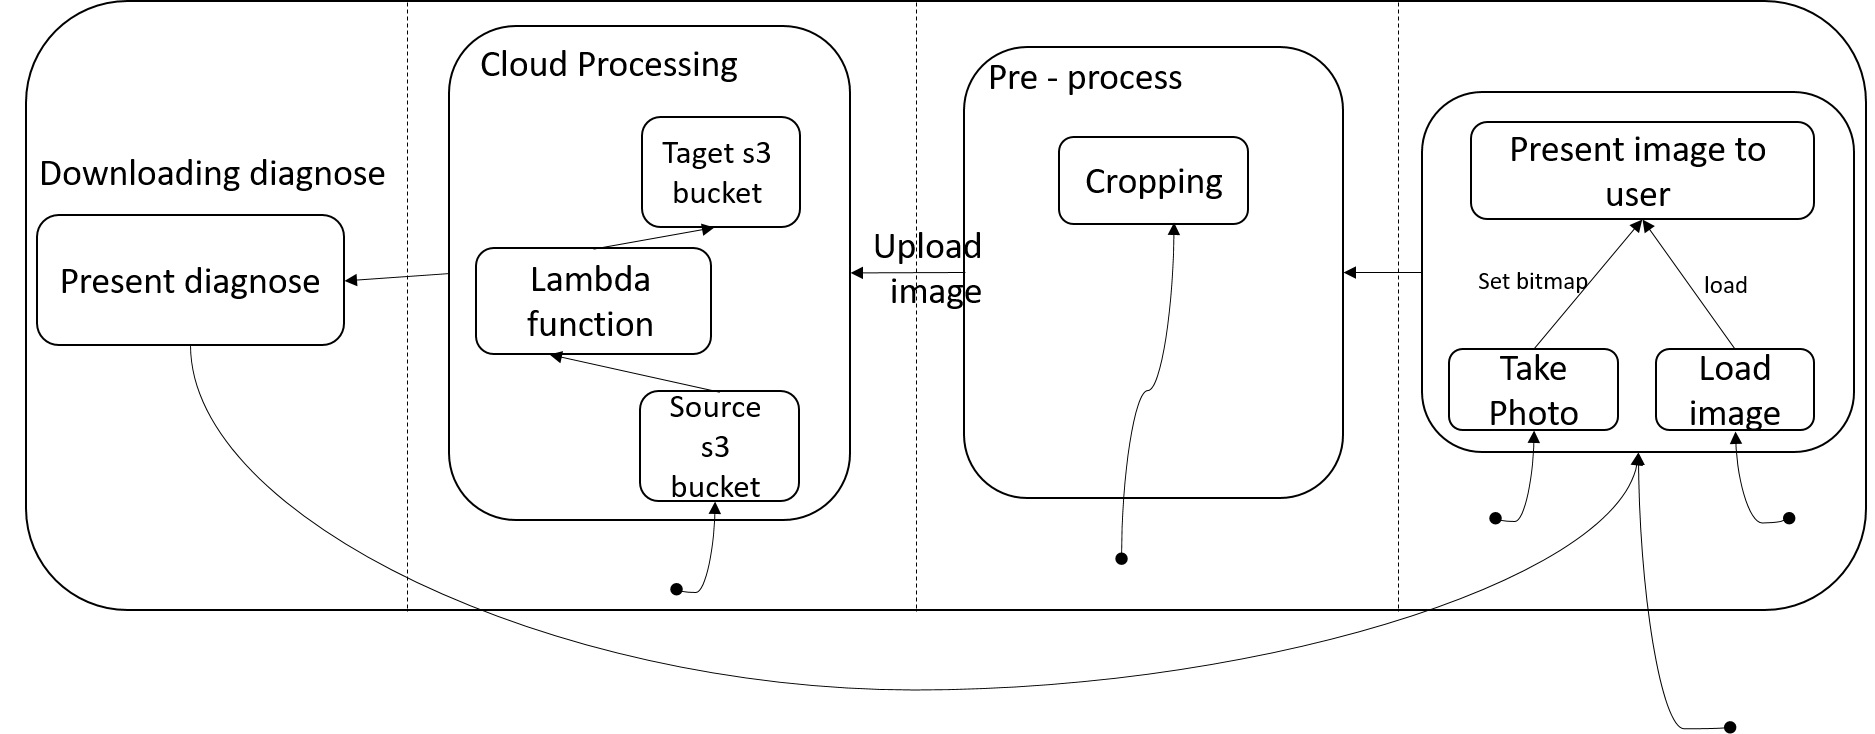 Downloading diagnose
Present diagnose
Cloud Processing
Taget s3
bucket
Lambda
function
Source
s3
bucket
Upload
image
Pre - process
Cropping
Present image to
user
Set bitmap
load
Take
Photo
Load
image